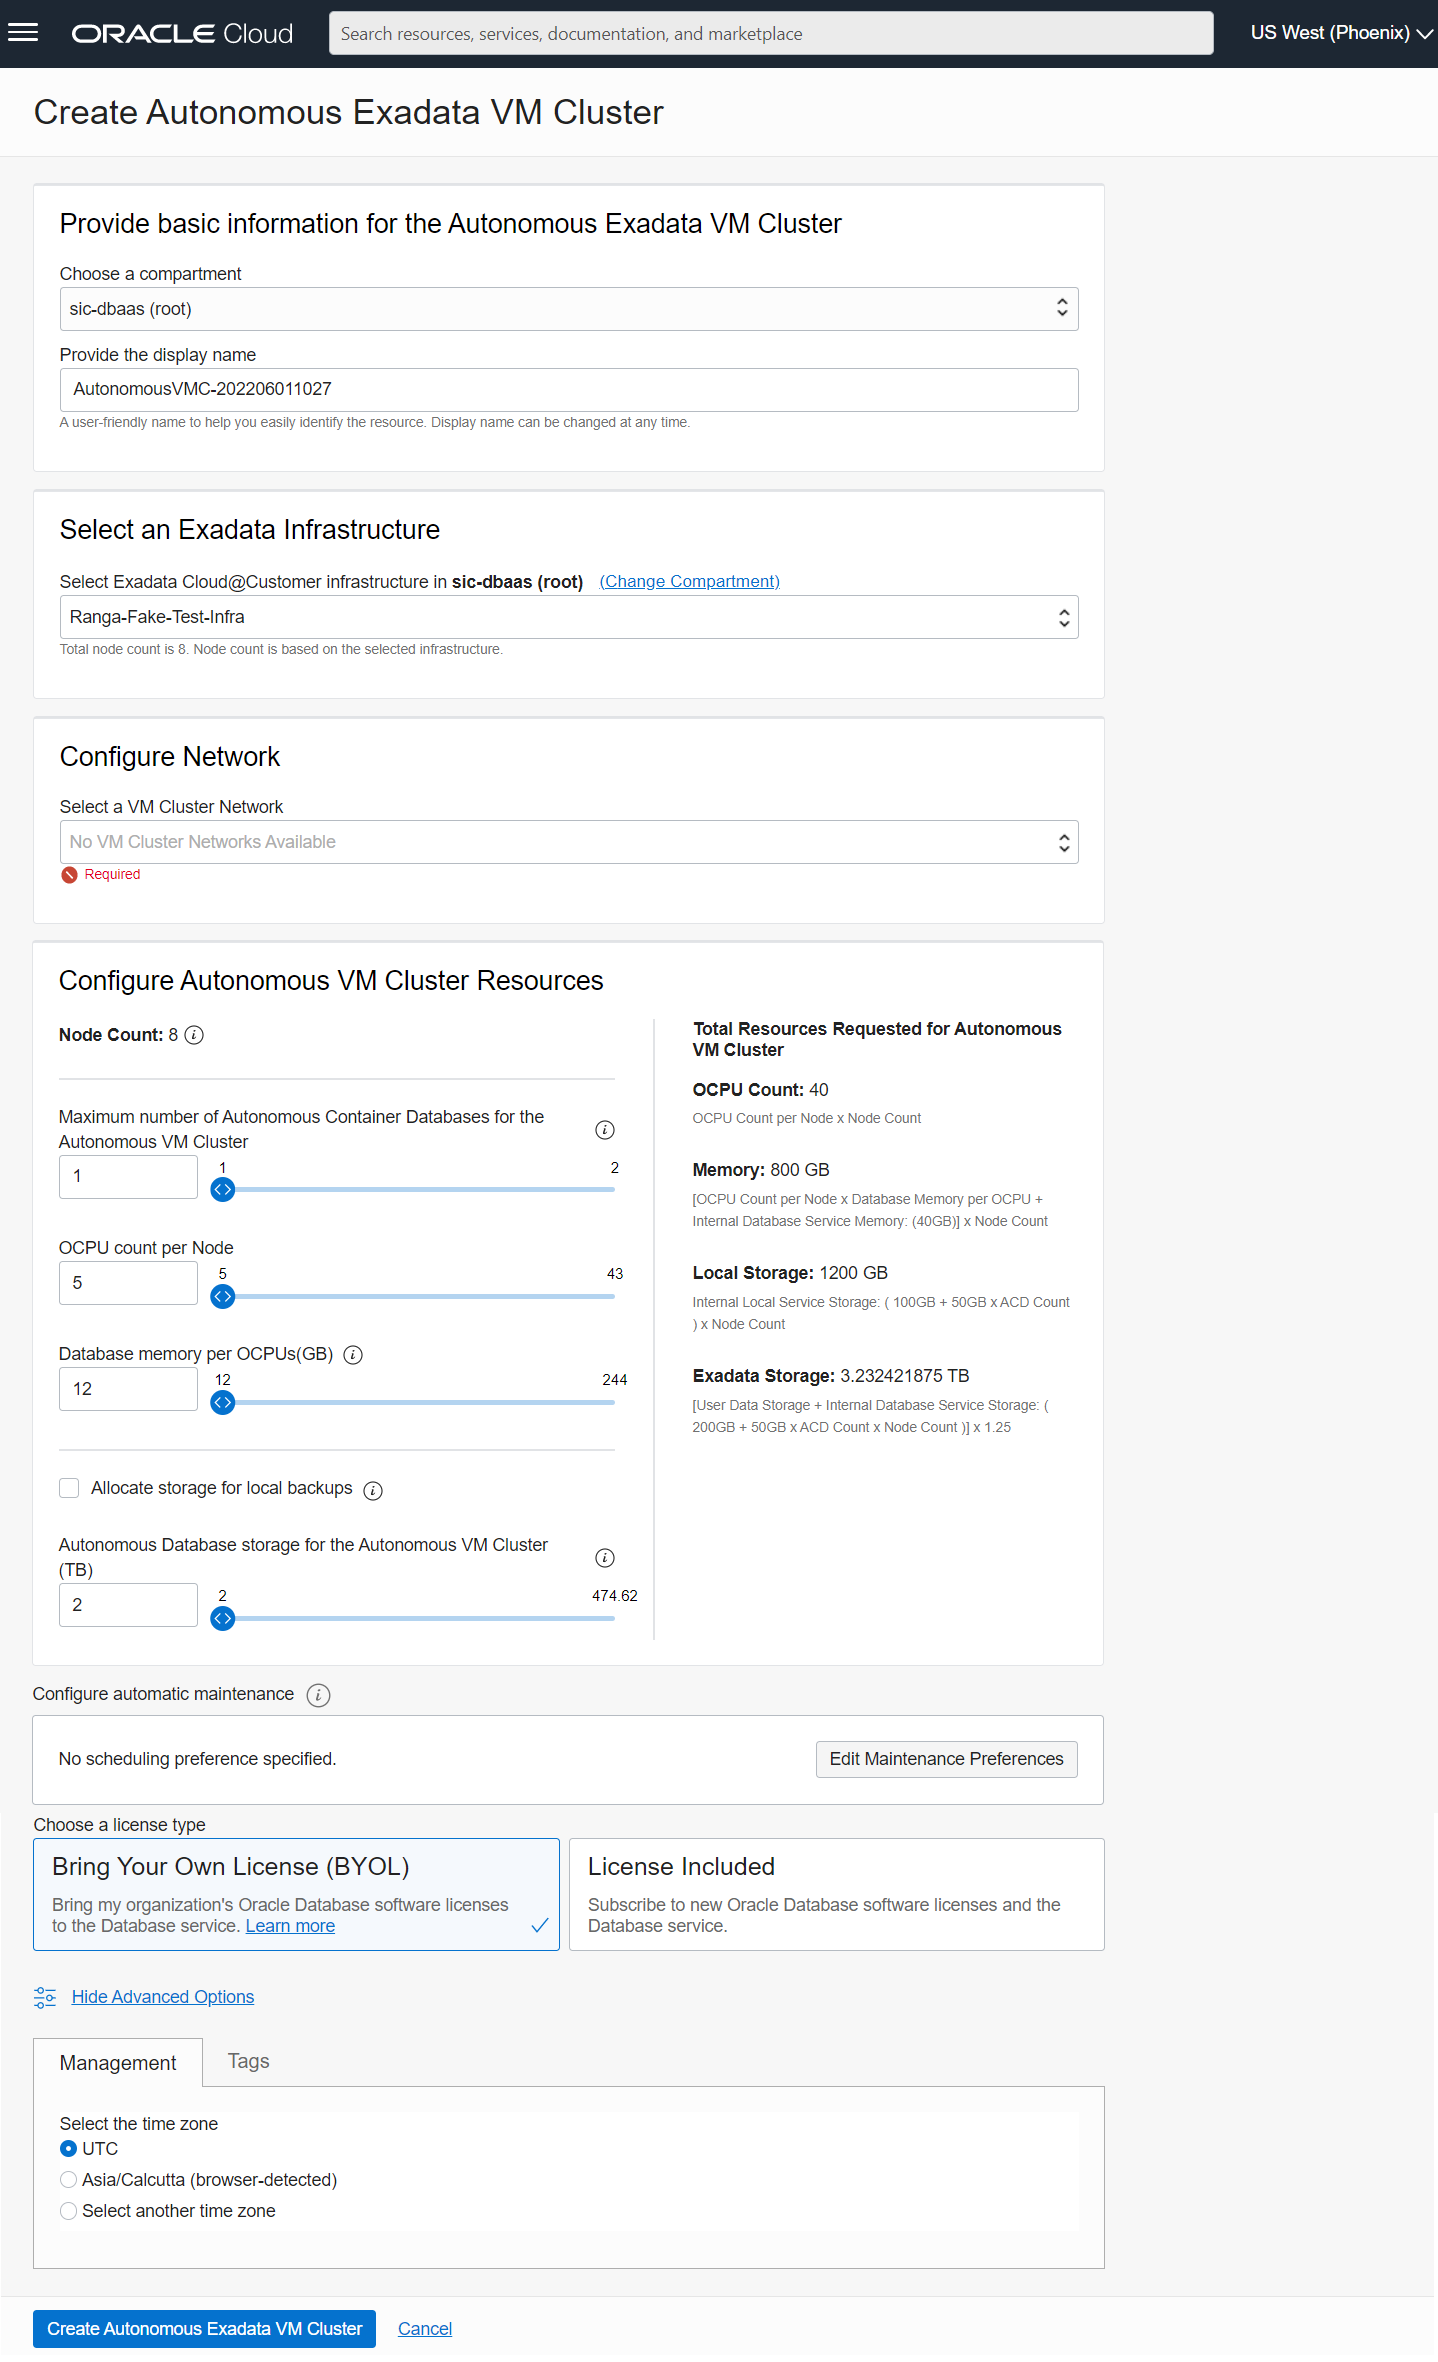 ORACLE Cloud
Search resources, services, documentation, and marketplace
US West (Phoenix)
Create Autonomous Exadata VM Cluster
Provide basic information for the Autonomous Exadata VM Cluster
Choose a compartment
sic-dbaas (root)
Provide the display name
AutonomousVMC-202206011027
A user-friendly name to help you easily identify the resource. Display name can be changed at any time.
Select an Exadata Infrastructure
Select Exadata Cloud@Customer infrastructure in sic-dbaas (root) (Change Compartment)
Ranga-Fake-Test-Infra
Total node count is 8. Node count is based on the selected infrastructure.
Configure Network
Select a VM Cluster Network
No VM Cluster Networks Available
Required
Configure Autonomous VM Cluster Resources
Node Count: 8
Maximum number of Autonomous Container Databases for the
Autonomous VM Cluster
1
1
2
OCPU count per Node
5
5
43
Database memory per OCPUs(GB)
12
12
244
Allocate storage for local backups
Autonomous Database storage for the Autonomous VM Cluster
(TB)
2
2
474.62
Total Resources Requested for Autonomous
VM Cluster
OCPU Count: 40
OCPU Count per Node x Node Count
Memory: 800 GB
[OCPU Count per Node x Database Memory per OCPU +
Internal Database Service Memory: (40GB)] x Node Count
Local Storage: 1200 GB
Internal Local Service Storage: ( 100GB + 50GB x ACD Count
) x Node Count
Exadata Storage: 3.232421875 TB
[User Data Storage + Internal Database Service Storage: (
200GB + 50GB x ACD Count x Node Count )] x 1.25
Configure automatic maintenance
No scheduling preference specified.
Edit Maintenance Preferences
Choose a license type
Bring Your Own License (BYOL)
Bring my organization's Oracle Database software licenses
to the Database service. Learn more
License Included
Subscribe to new Oracle Database software licenses and the
Database service.
Hide Advanced Options
Management
Tags
Select the time zone
UTC
Asia/Calcutta (browser-detected)
Select another time zone
Create Autonomous Exadata VM Cluster
Cancel